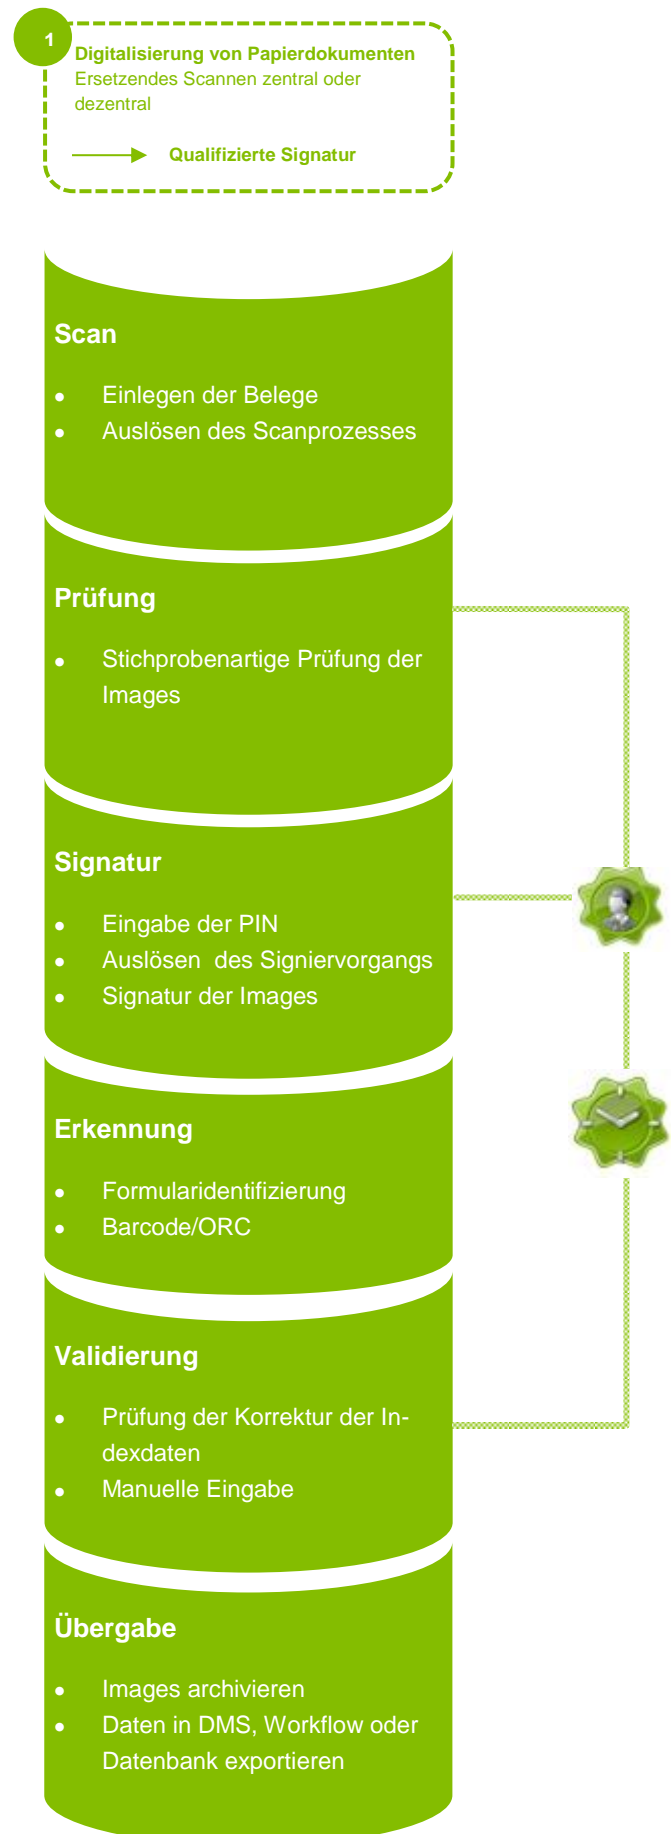 1
Digitalisierung von Papierdokumenten
Ersetzendes Scannen zentral oder
dezentral
Qualifizierte Signatur
Scan
● Einlegen der Belege
● Auslösen des Scanprozesses
Prüfung
● Stichprobenartige Prüfung der
Images
Signatur
● Eingabe der PIN
● Auslösen des Signiervorgangs
● Signatur der Images
Erkennung
● Formularidentifizierung
● Barcode/ORC
Validierung
● Prüfung der Korrektur der In-
dexdaten
● Manuelle Eingabe
Übergabe
● Images archivieren
● Daten in DMS, Workflow oder
Datenbank exportieren